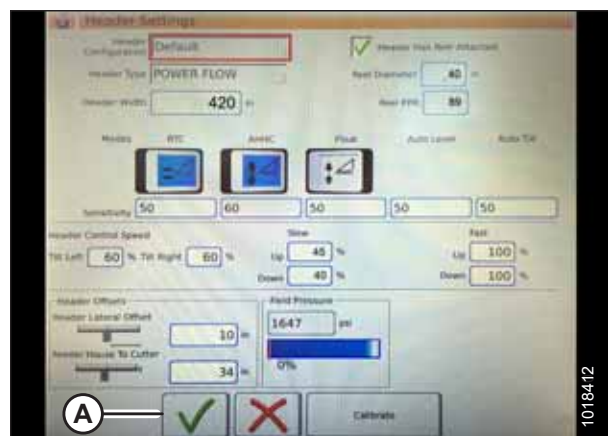 Header Settings
Header Configuration Default
Header Has Reel Attached
Header Type POWER FLOW
Reel Diameter 40 in
Header Width 420 in
Reel PPR 89
Modes RTC AHHC Float Auto Level Auto Tilt
Sensitivity 50 60 50 50 50
Header Control Speed
Slow
Fast
Tilt Left 60 % Tilt Right 60 %
Up 45 %
Up 100 %
Down 40 %
Down 100 %
Header Offsets
Field Pressure
Header Lateral Offset
10 in
1647 psi
Feeder House To Cutter
34 in
0%
A
Calibrate
1018412